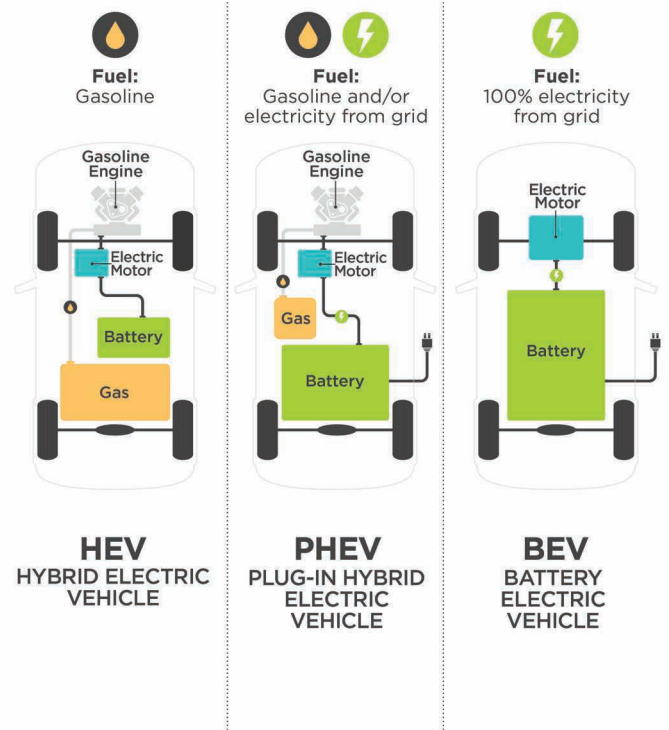 Fuel:
Gasoline
Gasoline
Engine
Electric
Motor
Battery
Gas
HEV
HYBRID ELECTRIC
VEHICLE
Fuel:
Gasoline and/or
electricity from grid
Gasoline
Engine
Electric
Motor
Gas
Battery
PHEV
PLUG-IN HYBRID
ELECTRIC
VEHICLE
Fuel:
100% electricity
from grid
Electric
Motor
Battery
BEV
BATTERY
ELECTRIC
VEHICLE